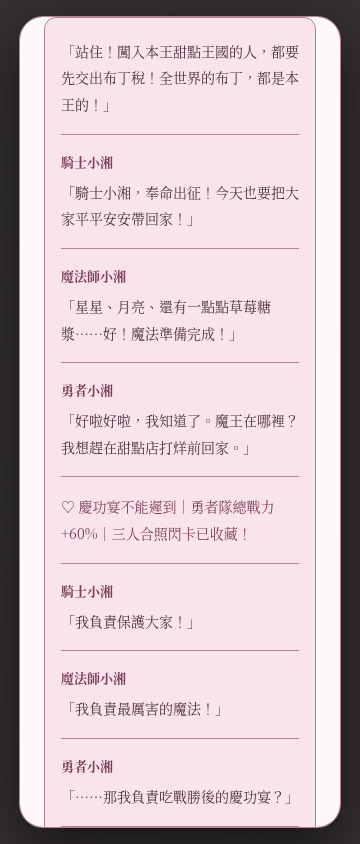 「站住！闖入本王甜點王國的人，都要
先交出布丁稅！全世界的布丁，都是本
王的！」
騎士小湘
「騎士小湘，奉命出征！今天也要把大
家平平安安帶回家！」
魔法師小湘
「星星、月亮、還有一點點草莓糖
漿⋯⋯好！魔法準備完成！」
勇者小湘
「好啦好啦，我知道了。魔王在哪裡？
我想趕在甜點店打烊前回家。」
♡ 慶功宴不能遲到｜勇者隊總戰力
+60%｜三人合照閃卡已收藏！
騎士小湘
「我負責保護大家！」
魔法師小湘
「我負責最厲害的魔法！」
勇者小湘
「⋯⋯那我負責吃戰勝後的慶功宴？」